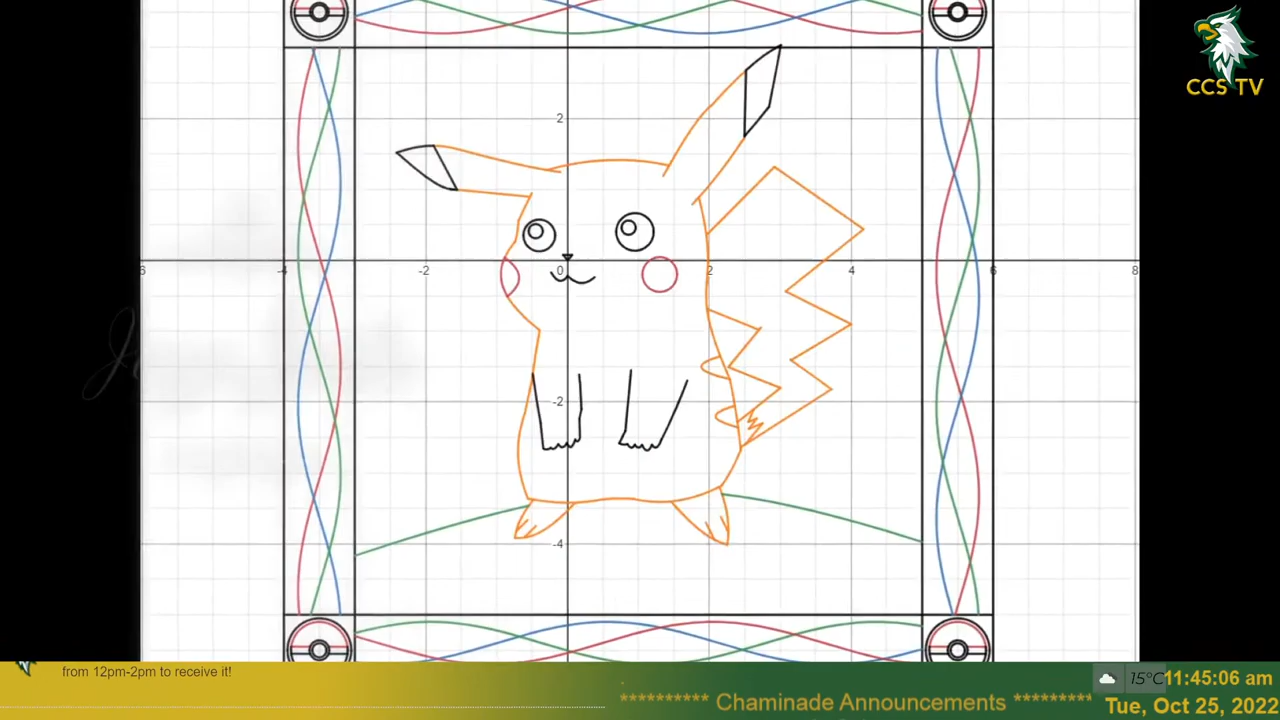 CCS TV
2
-6
-4
-2
0
2
4
6
8
-2
-4
from 12pm-2pm to receive it!
15°C
11:45:06 am
********** Chaminade Announcements **********
Tue, Oct 25, 2022